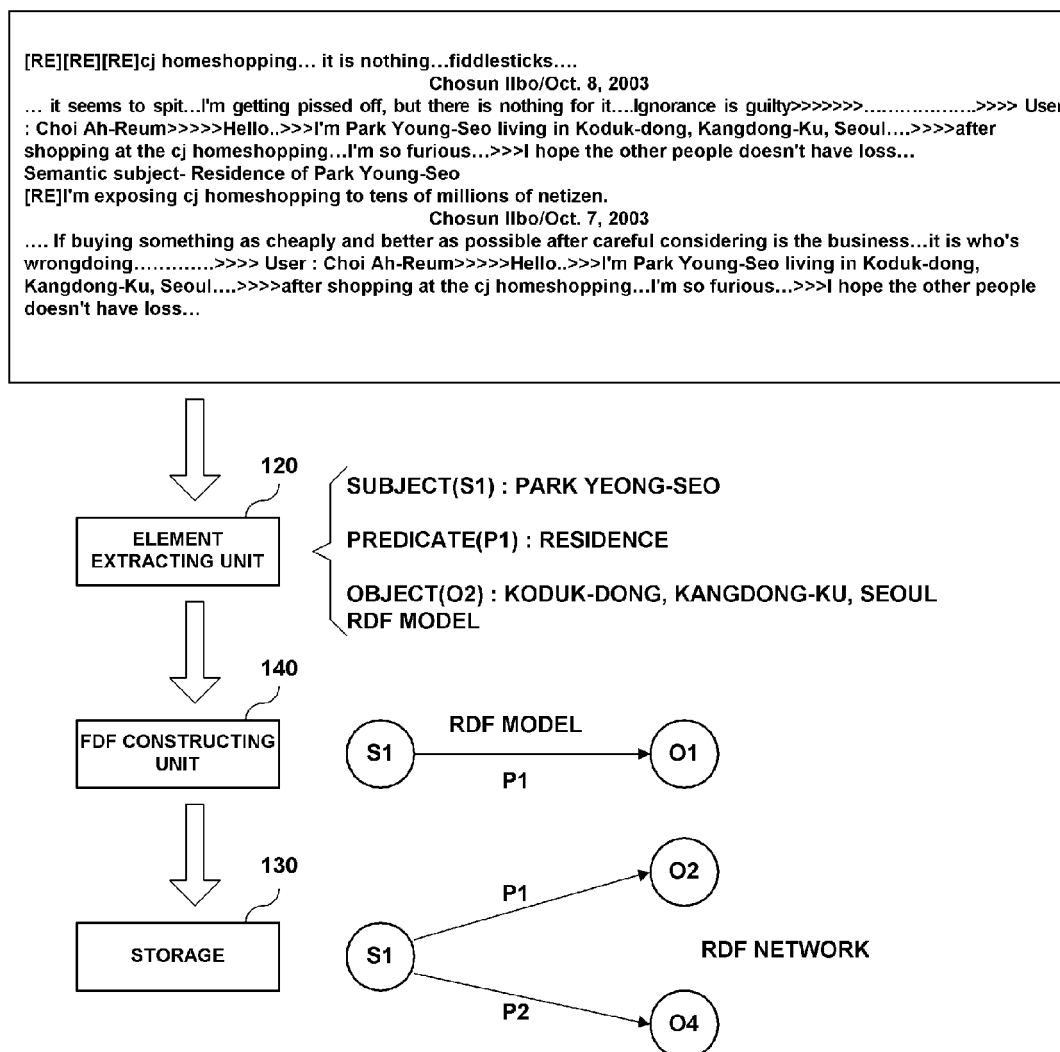 [RE][RE][RE]cj homeshopping... it is nothing...fiddlesticks....
Chosun Ilbo/Oct. 8, 2003
... it seems to spit...I'm getting pissed off, but there is nothing for it....Ignorance is guilty>>>>>>>...................>>>> User
: Choi Ah-Reum>>>>>Hello..>>>I'm Park Young-Seo living in Koduk-dong, Kangdong-Ku, Seoul....>>>>after
shopping at the cj homeshopping...I'm so furious...>>>I hope the other people doesn't have loss...
Semantic subject- Residence of Park Young-Seo
[RE]I'm exposing cj homeshopping to tens of millions of netizen.
Chosun Ilbo/Oct. 7, 2003
.... If buying something as cheaply and better as possible after careful considering is the business...it is who's
wrongdoing.............>>>> User : Choi Ah-Reum>>>>>Hello..>>>I'm Park Young-Seo living in Koduk-dong,
Kangdong-Ku, Seoul....>>>>after shopping at the cj homeshopping...I'm so furious...>>>I hope the other people
doesn't have loss...
120
ELEMENT
EXTRACTING UNIT
SUBJECT(S1) : PARK YEONG-SEO
PREDICATE(P1) : RESIDENCE
OBJECT(O2) : KODUK-DONG, KANGDONG-KU, SEOUL
RDF MODEL
140
FDF CONSTRUCTING
UNIT
S1
RDF MODEL
P1
O1
130
STORAGE
S1
P1
O2
RDF NETWORK
P2
O4